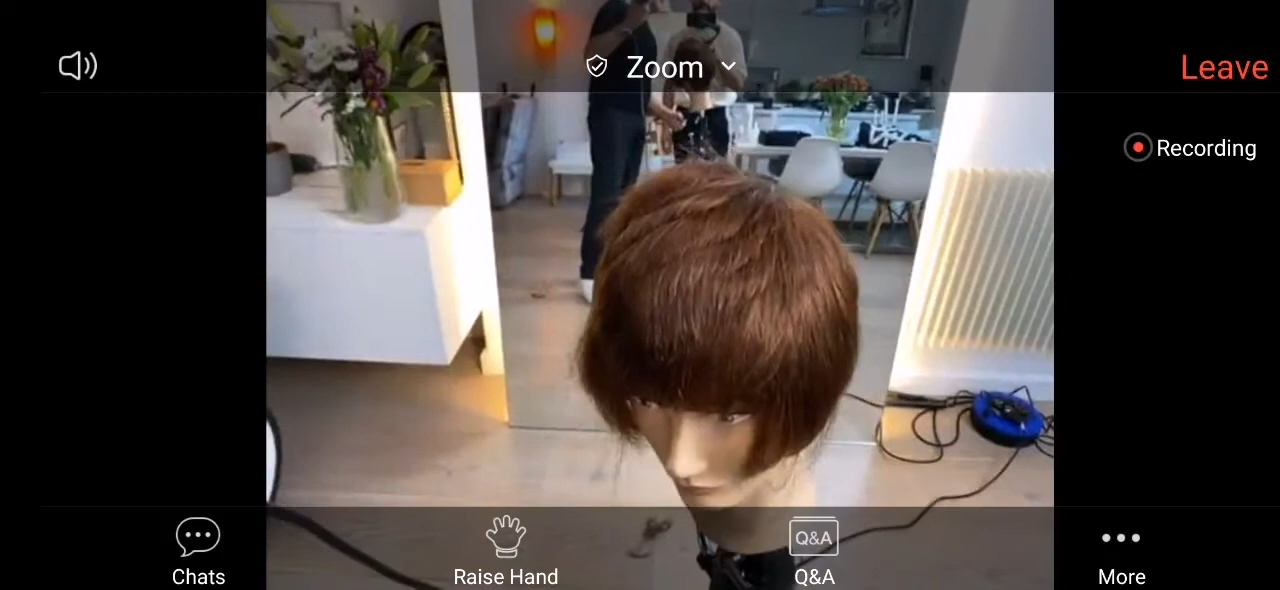 Zoom
Leave
Recording
Chats
Raise Hand
Q&A
Q&A
More